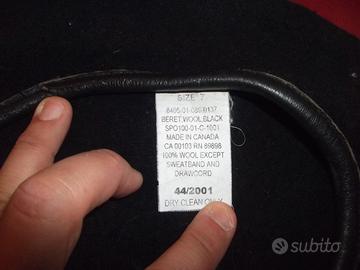 SIZE 7
8405-01-089-0137
BERET,WOOL,BLACK
SPO100-01-C-1001
MADE IN CANADA
CA 00103 RN 89898
100% WOOL EXCEPT
SWEATBAND AND
DRAWCORD
44/2001
DRY CLEAN ONLY
subito